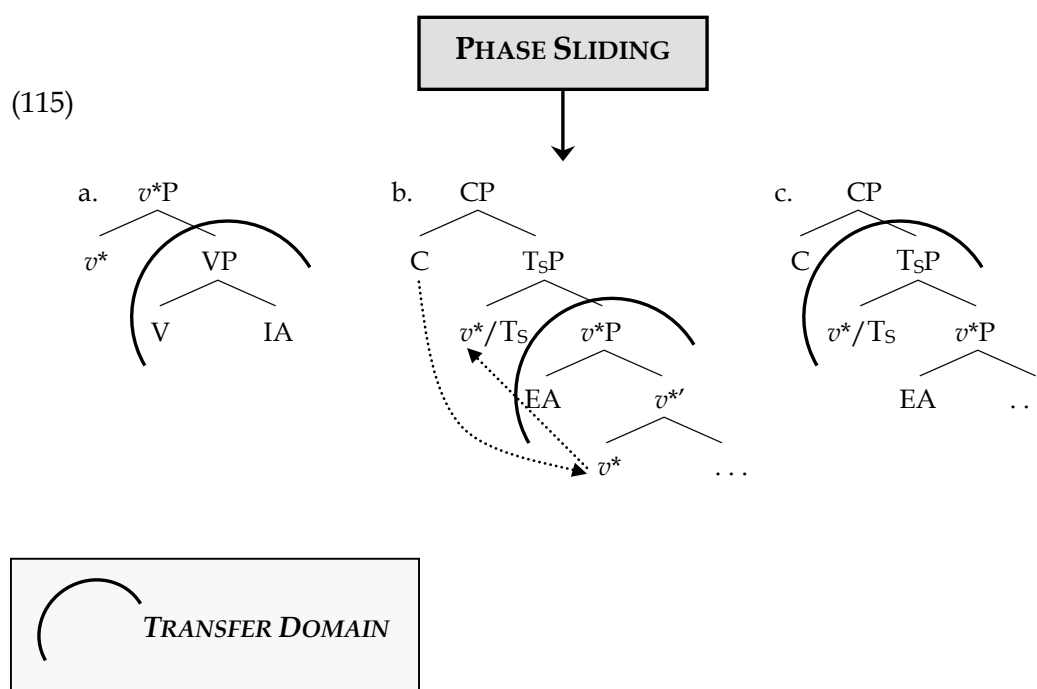 PHASE SLIDING
(115)
a. v*P b. CP c. CP
v* VP C TSP C TSP
V IA v*/TS v*P v*/TS v*P
EA v*′ EA . .
v* . . .
TRANSFER DOMAIN